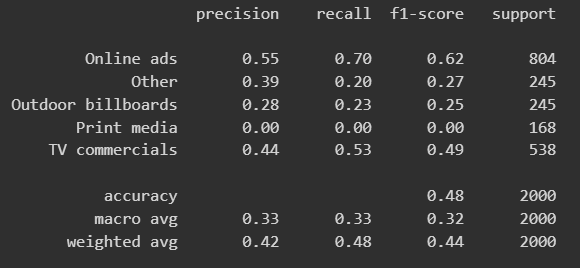 precision recall f1-score support
Online ads 0.55 0.70 0.62 804
Other 0.39 0.20 0.27 245
Outdoor billboards 0.28 0.23 0.25 245
Print media 0.00 0.00 0.00 168
TV commercials 0.44 0.53 0.49 538
accuracy 0.48 2000
macro avg 0.33 0.33 0.32 2000
weighted avg 0.42 0.48 0.44 2000